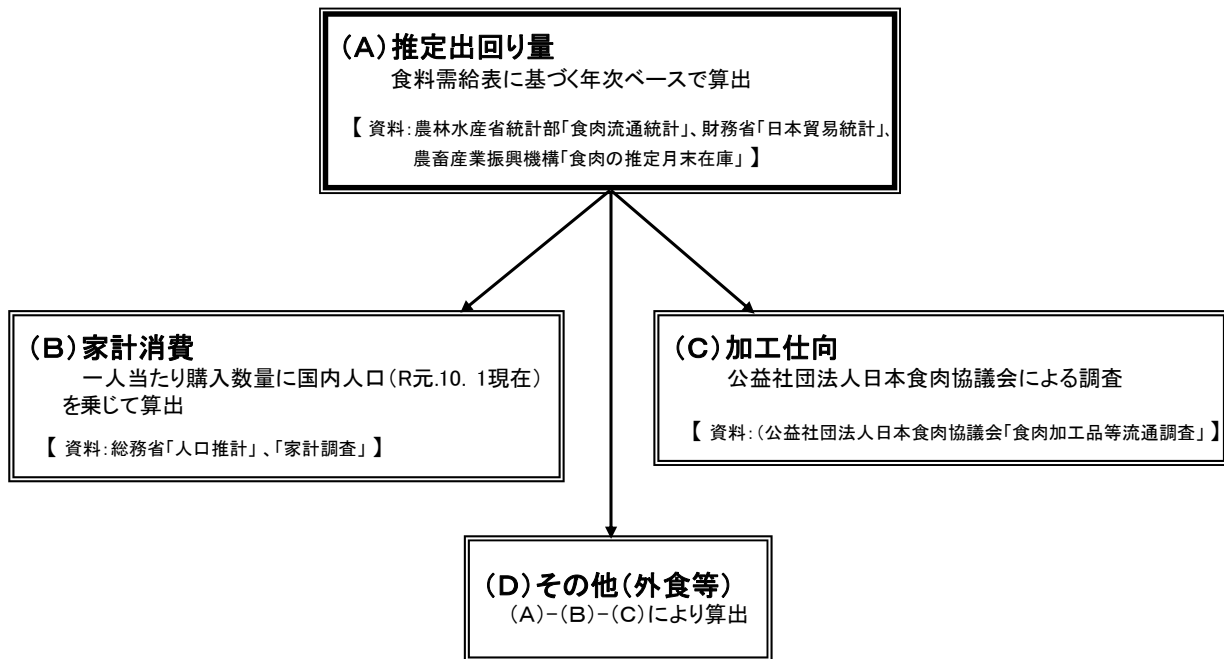 (A)推定出回り量
食料需給表に基づく年次ベースで算出
【 資料:農林水産省統計部「食肉流通統計」、財務省「日本貿易統計」、
農畜産業振興機構「食肉の推定月末在庫」 】
(B)家計消費
一人当たり購入数量に国内人口(R元.10. 1現在)
を乗じて算出
【 資料:総務省「人口推計」、「家計調査」 】
(C)加工仕向
公益社団法人日本食肉協議会による調査
【 資料:(公益社団法人日本食肉協議会「食肉加工品等流通調査」 】
(D)その他(外食等)
(A)-(B)-(C)により算出